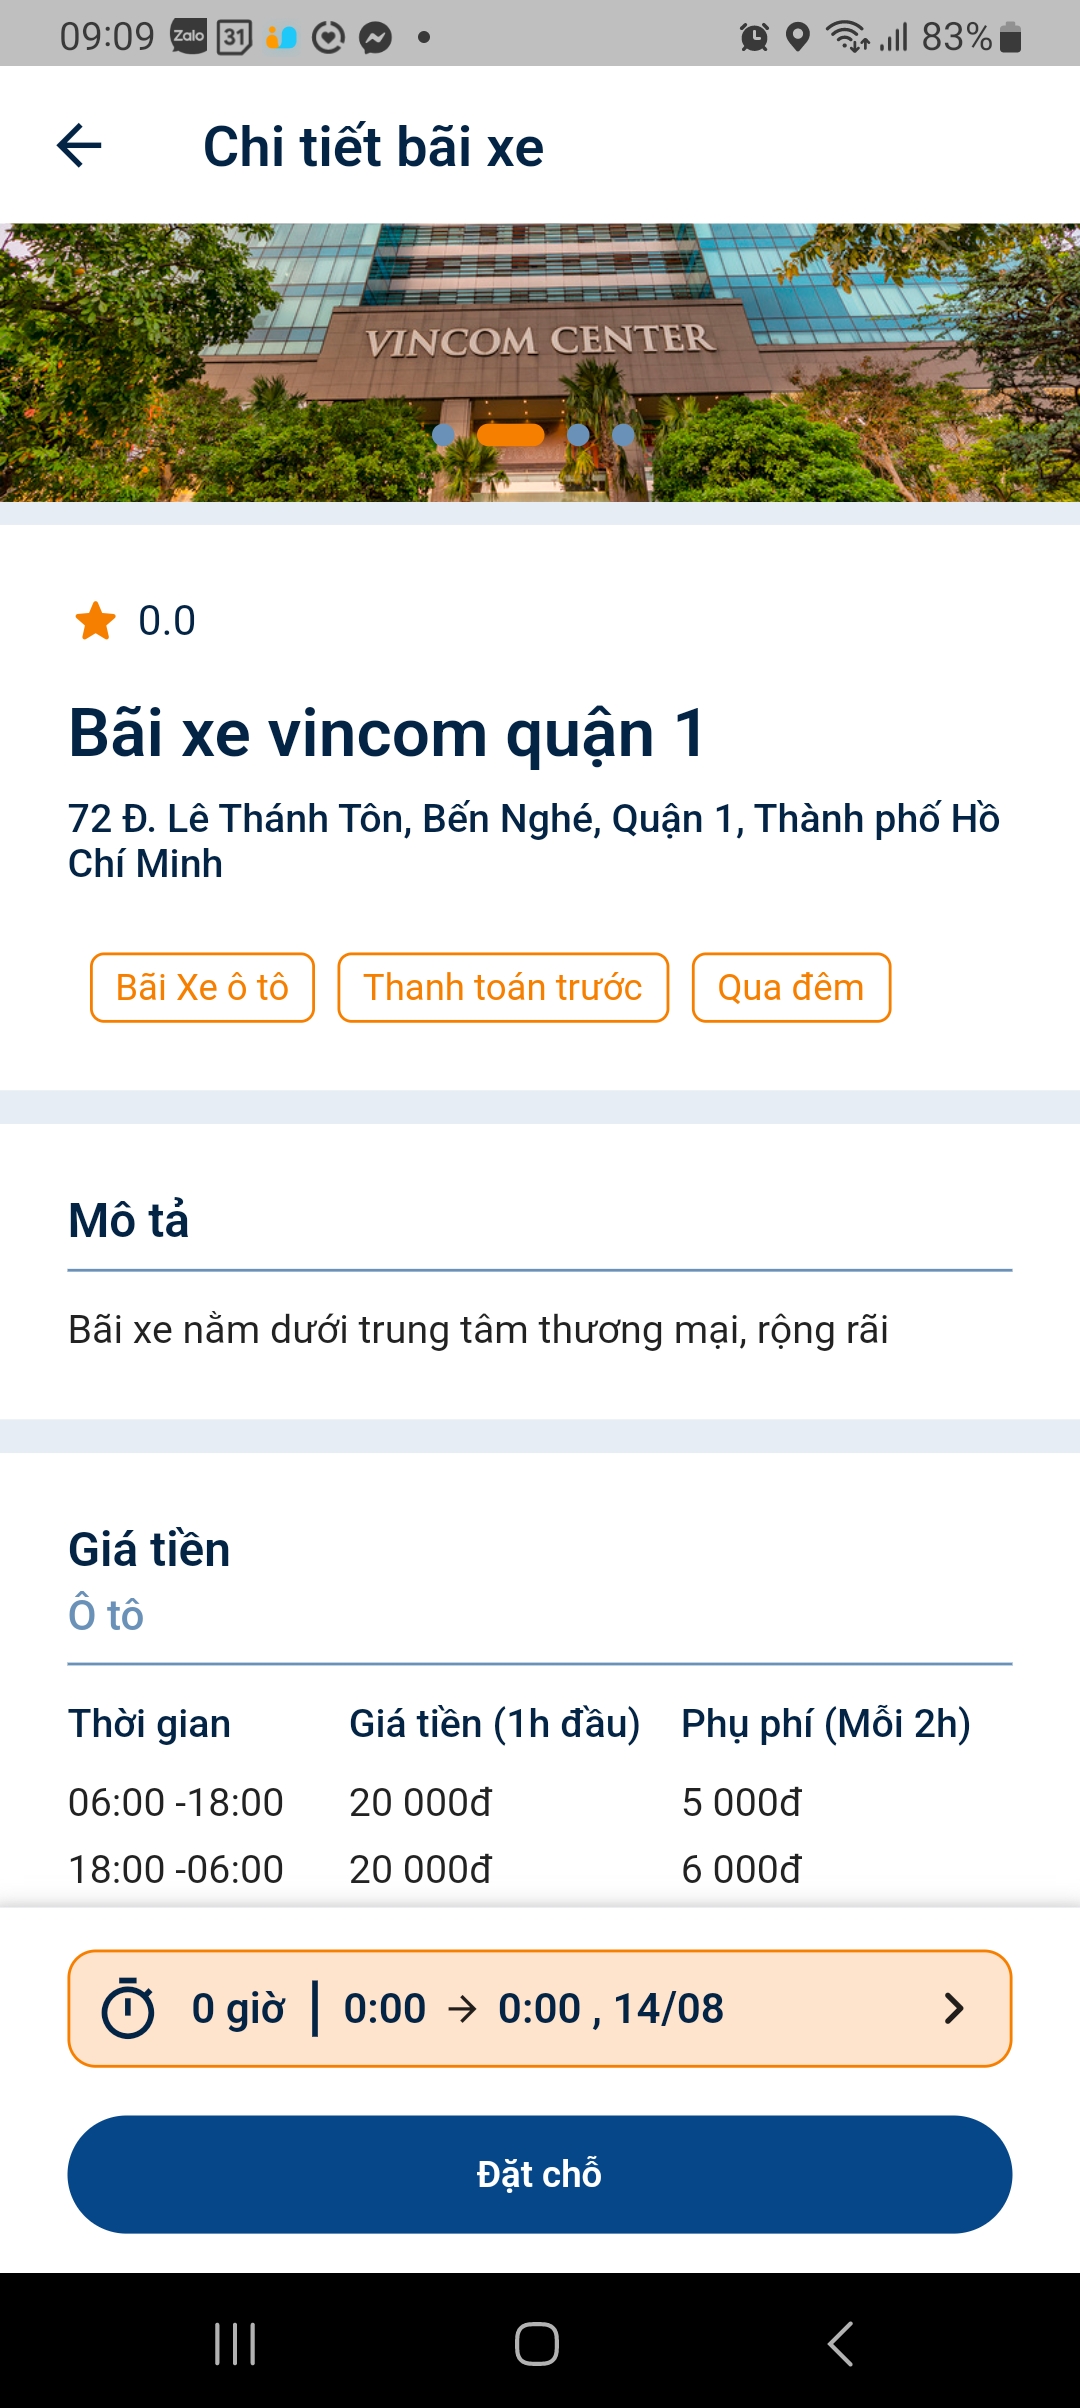 09:09 Zalo 31 83%
Chi tiết bãi xe
VINCOM CENTER
0.0
Bãi xe vincom quận 1
72 Đ. Lê Thánh Tôn, Bến Nghé, Quận 1, Thành phố Hồ
Chí Minh
Bãi Xe ô tô Thanh toán trước Qua đêm
Mô tả
Bãi xe nằm dưới trung tâm thương mại, rộng rãi
Giá tiền
Ô tô
Thời gian Giá tiền (1h đầu) Phụ phí (Mỗi 2h)
06:00 -18:00 20 000đ 5 000đ
18:00 -06:00 20 000đ 6 000đ
0 giờ 0:00 → 0:00 , 14/08
Đặt chỗ